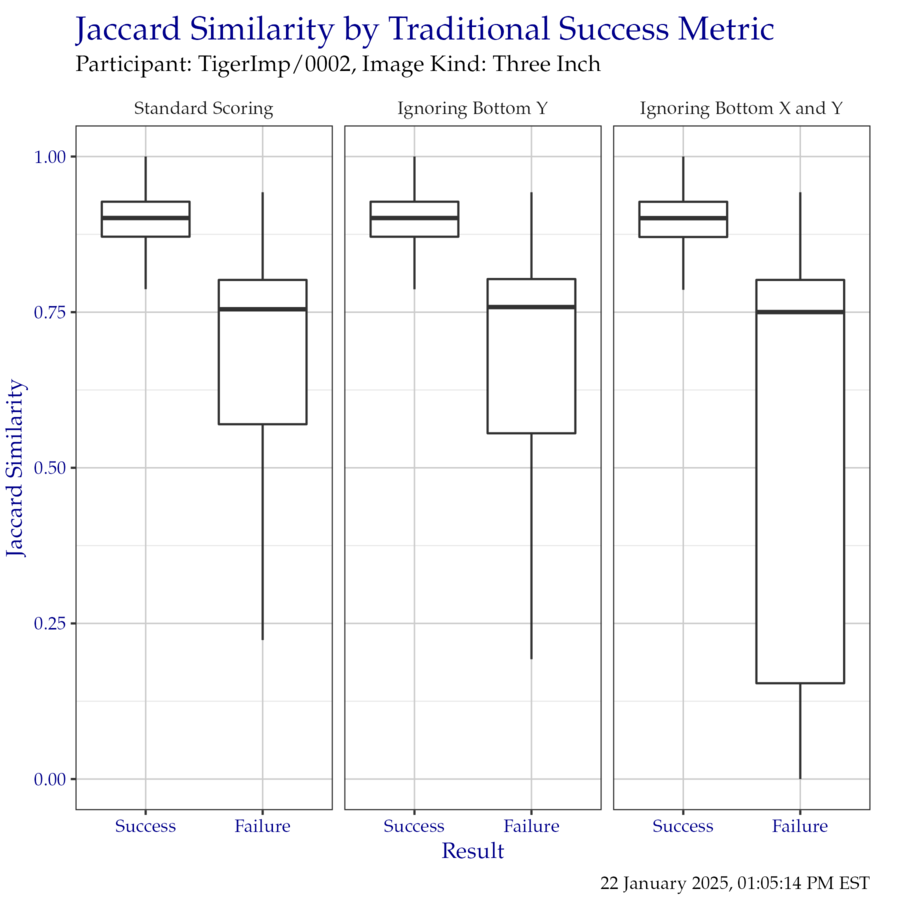 Jaccard Similarity by Traditional Success Metric
Participant: TigerImp/0002, Image Kind: Three Inch
Standard Scoring
Ignoring Bottom Y
Ignoring Bottom X and Y
Jaccard Similarity
1.00
0.75
0.50
0.25
0.00
Success Failure
Success Failure
Success Failure
Result
22 January 2025, 01:05:14 PM EST